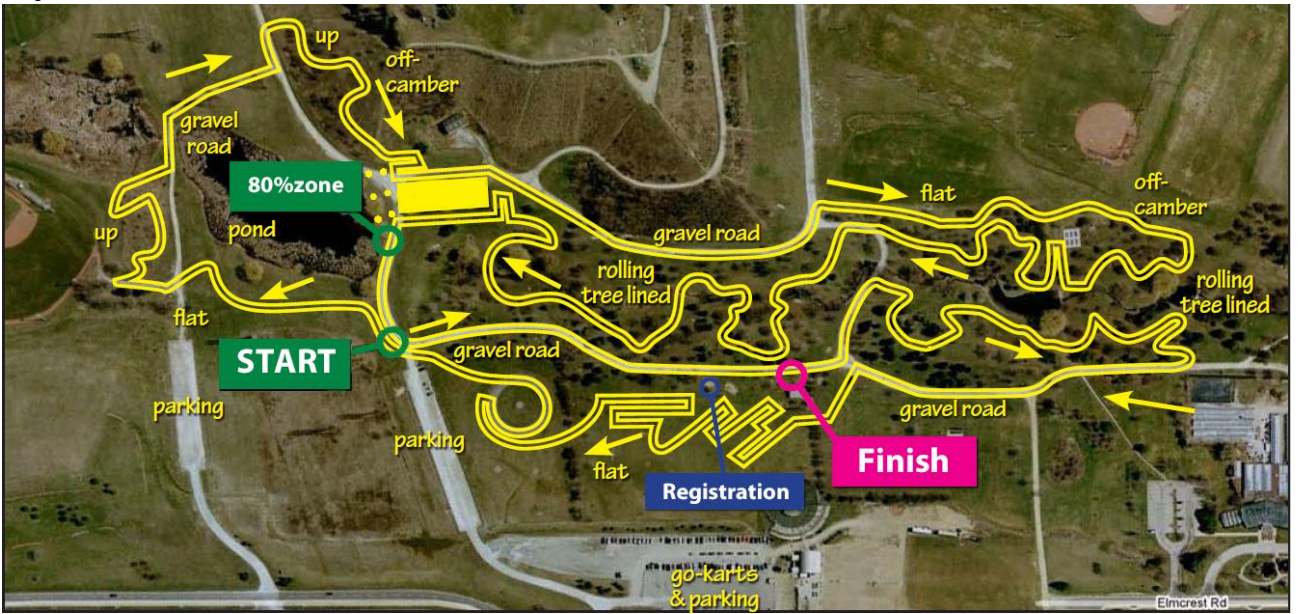 up
off-
camber
gravel
road
80%zone
flat
off-
camber
up
pond
gravel road
rolling
tree lined
rolling
tree lined
flat
START
gravel road
parking
gravel road
parking
flat
Finish
Registration
go-karts
& parking
Elmcrest Rd